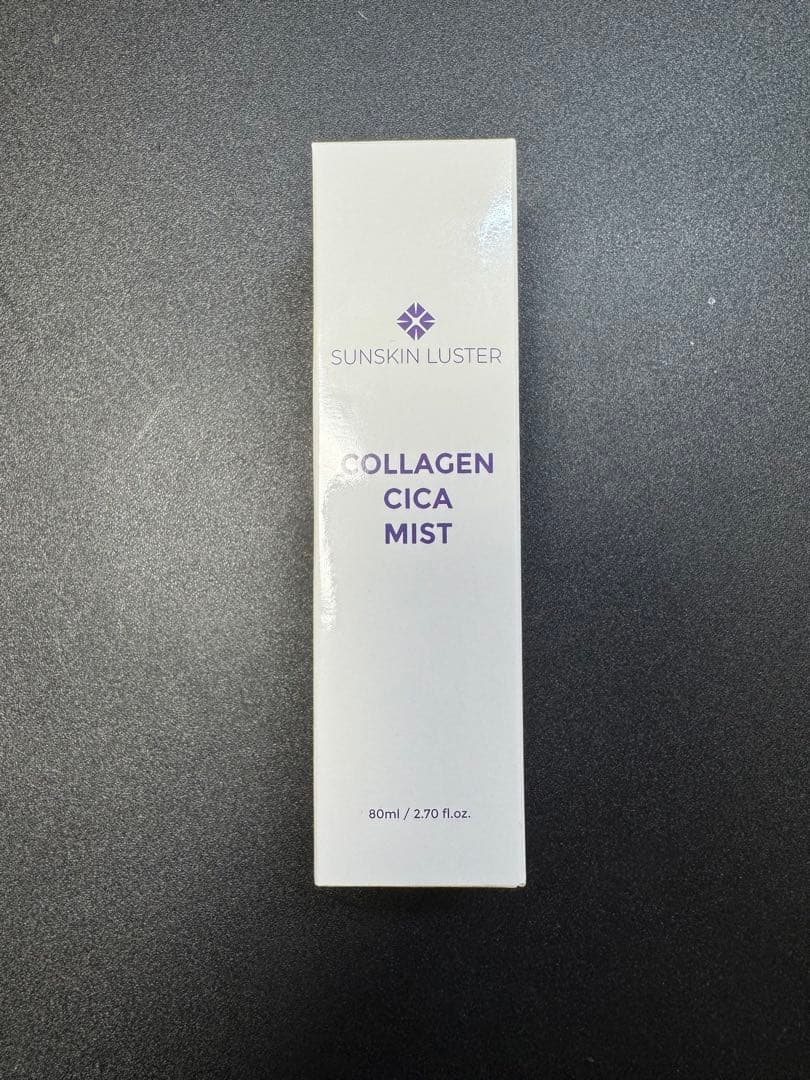 SUNSKIN LUSTER
COLLAGEN
CICA
MIST
80ml / 2.70 fl.oz.